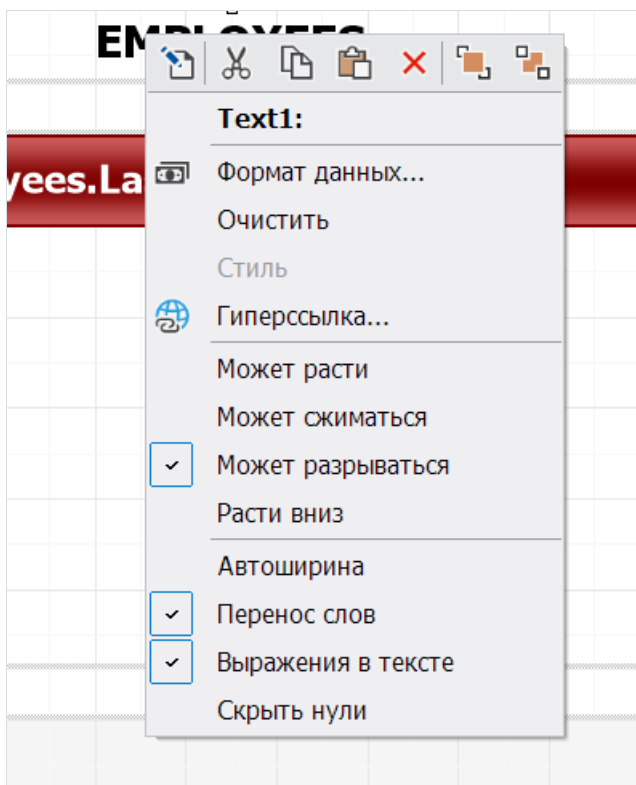 Text1:
yees.La
Формат данных...
Очистить
Стиль
Гиперссылка...
Может расти
Может сжиматься
Может разрываться
Расти вниз
Автоширина
Перенос слов
Выражения в тексте
Скрыть нули